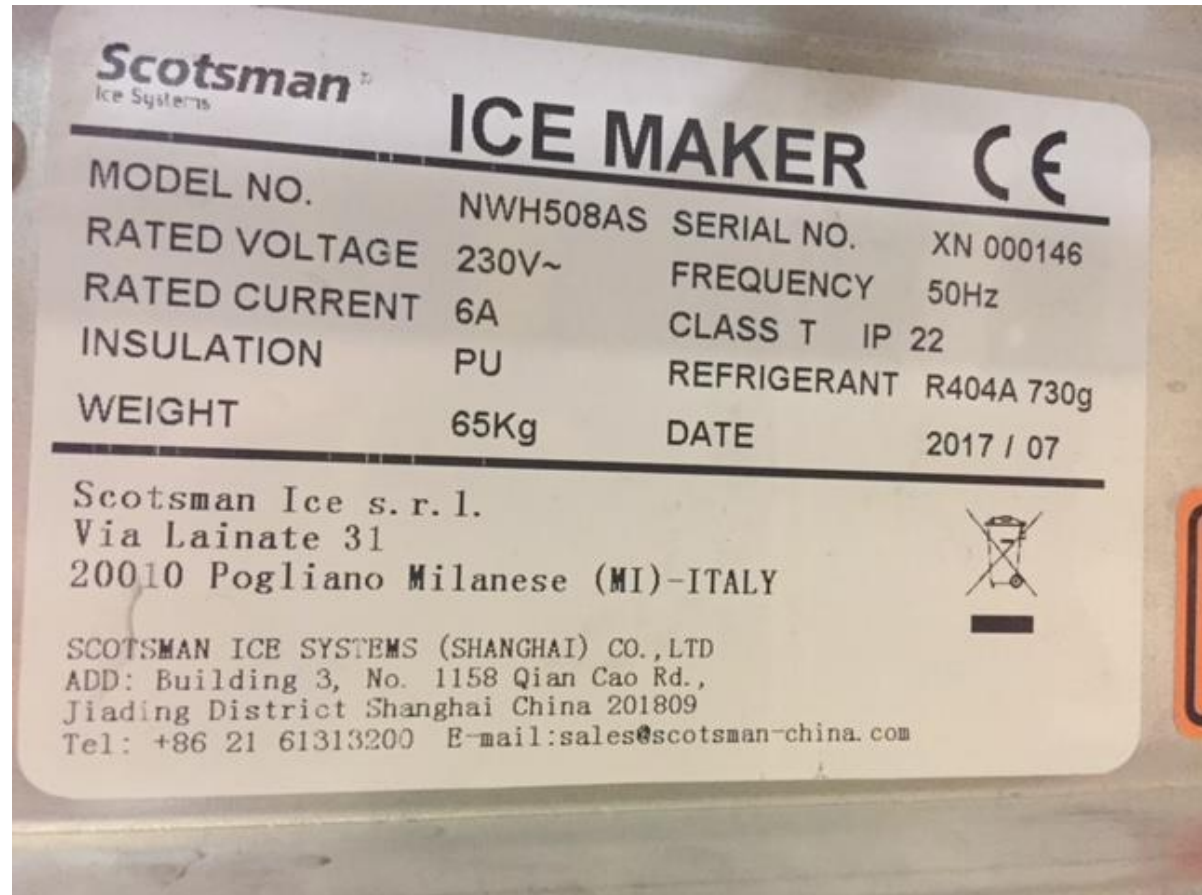 Scotsman
Ice Systems
ICE MAKER CE
MODEL NO. NWH508AS SERIAL NO. XN 000146
RATED VOLTAGE 230V~ FREQUENCY 50Hz
RATED CURRENT 6A CLASS T IP 22
INSULATION PU REFRIGERANT R404A 730g
WEIGHT 65Kg DATE 2017 / 07
Scotsman Ice s.r.l.
Via Lainate 31
20010 Pogliano Milanese (MI)-ITALY
SCOTSMAN ICE SYSTEMS (SHANGHAI) CO.,LTD
ADD: Building 3, No. 1158 Qian Cao Rd.,
Jiading District Shanghai China 201809
Tel: +86 21 61313200 E-mail:sales@scotsman-china.com